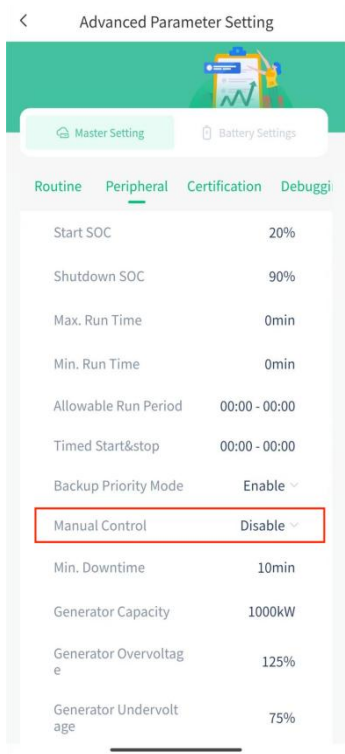 Advanced Parameter Setting
Master Setting Battery Settings
Routine Peripheral Certification Debuggi
Start SOC 20%
Shutdown SOC 90%
Max. Run Time 0min
Min. Run Time 0min
Allowable Run Period 00:00 - 00:00
Timed Start&stop 00:00 - 00:00
Backup Priority Mode Enable
Manual Control Disable
Min. Downtime 10min
Generator Capacity 1000kW
Generator Overvoltag
e 125%
Generator Undervolt
age 75%